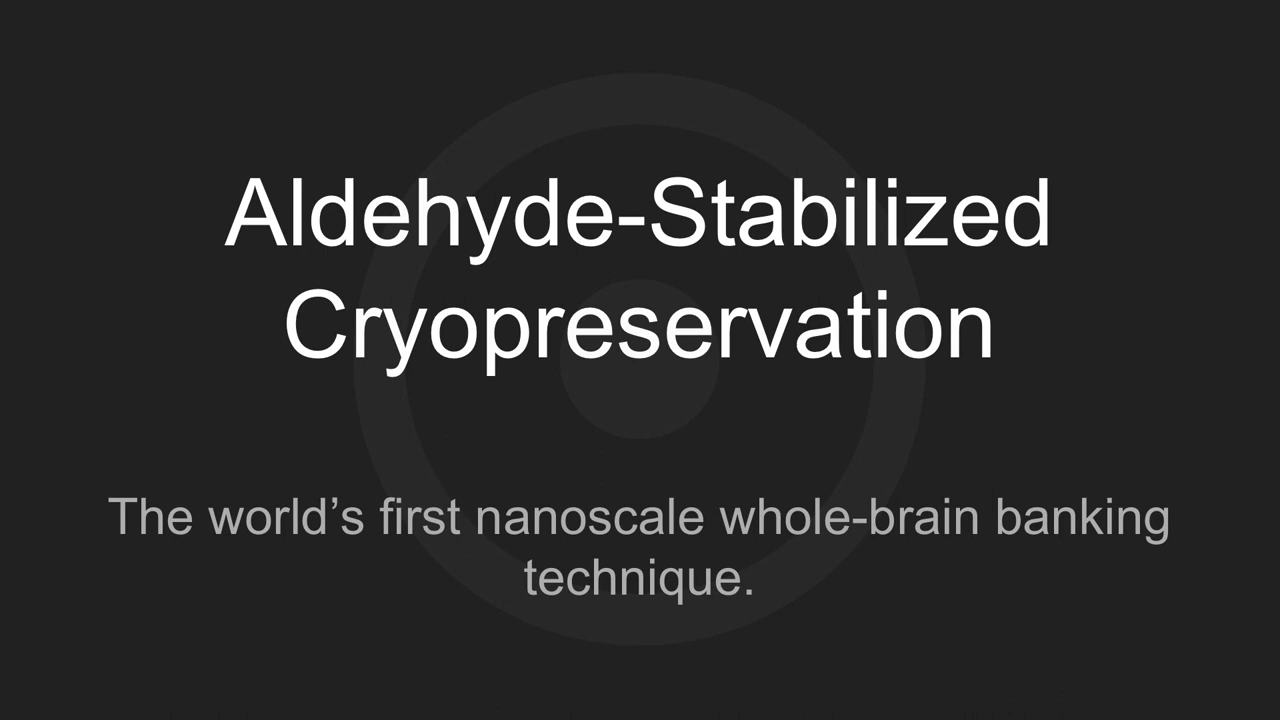 Aldehyde-Stabilized
Cryopreservation
The world’s first nanoscale whole-brain banking
technique.